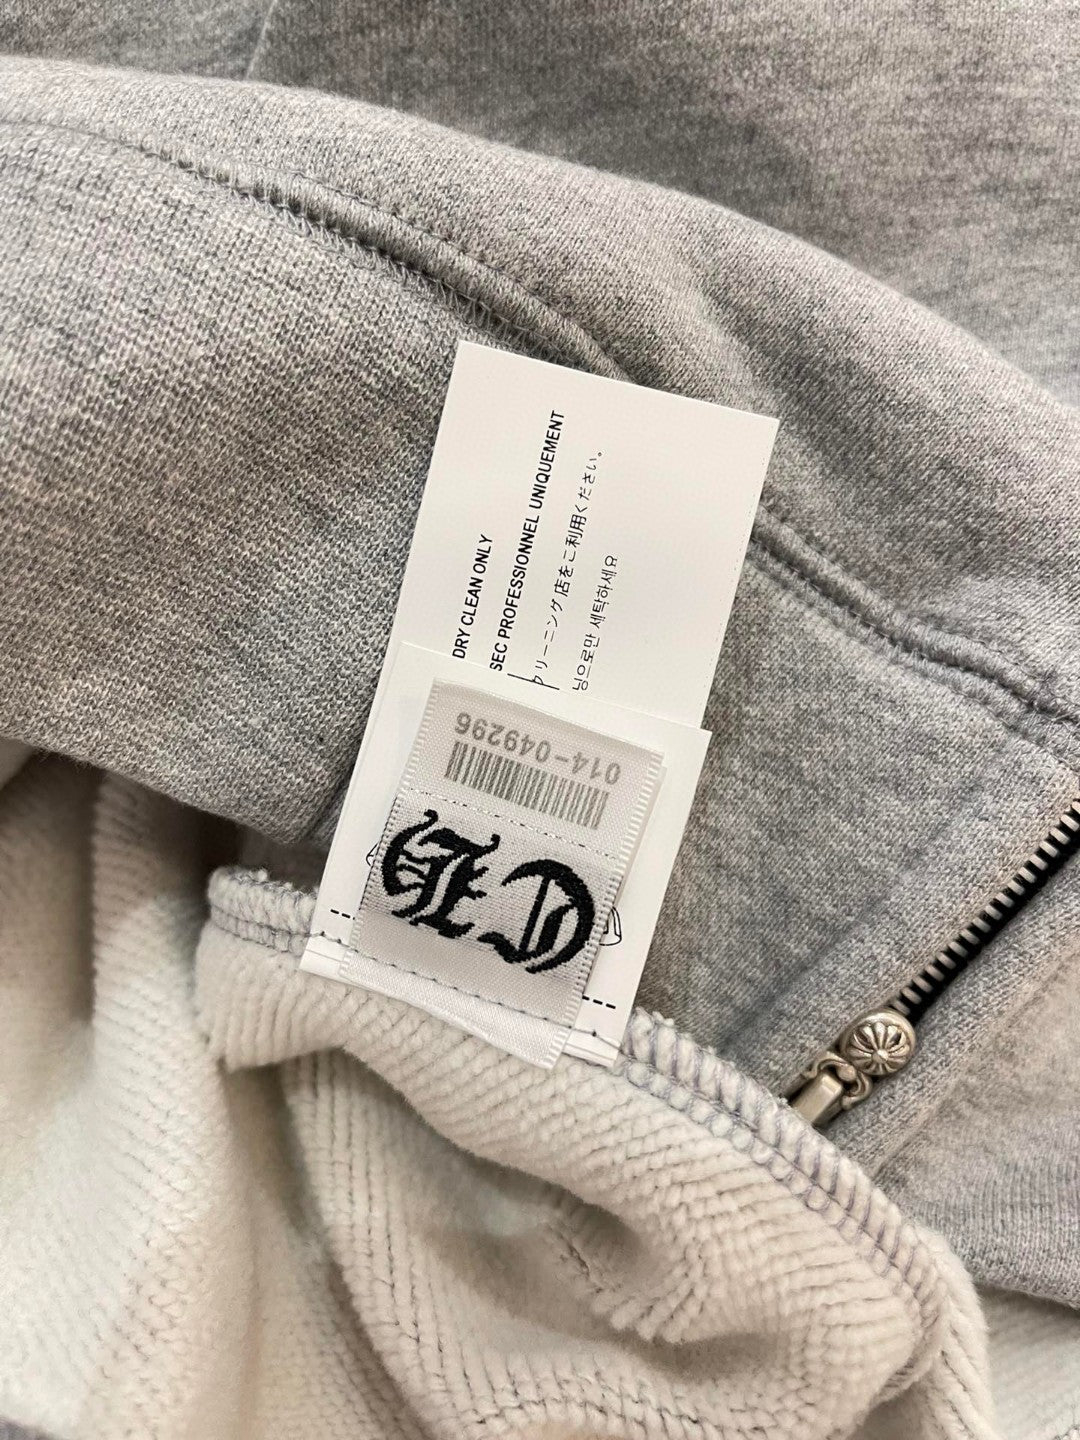 DRY CLEAN ONLY
SEC PROFESSIONNEL UNIQUEMENT
リーニング店をご利用ください。
닝으로만 세탁하세요
014-049296
CH